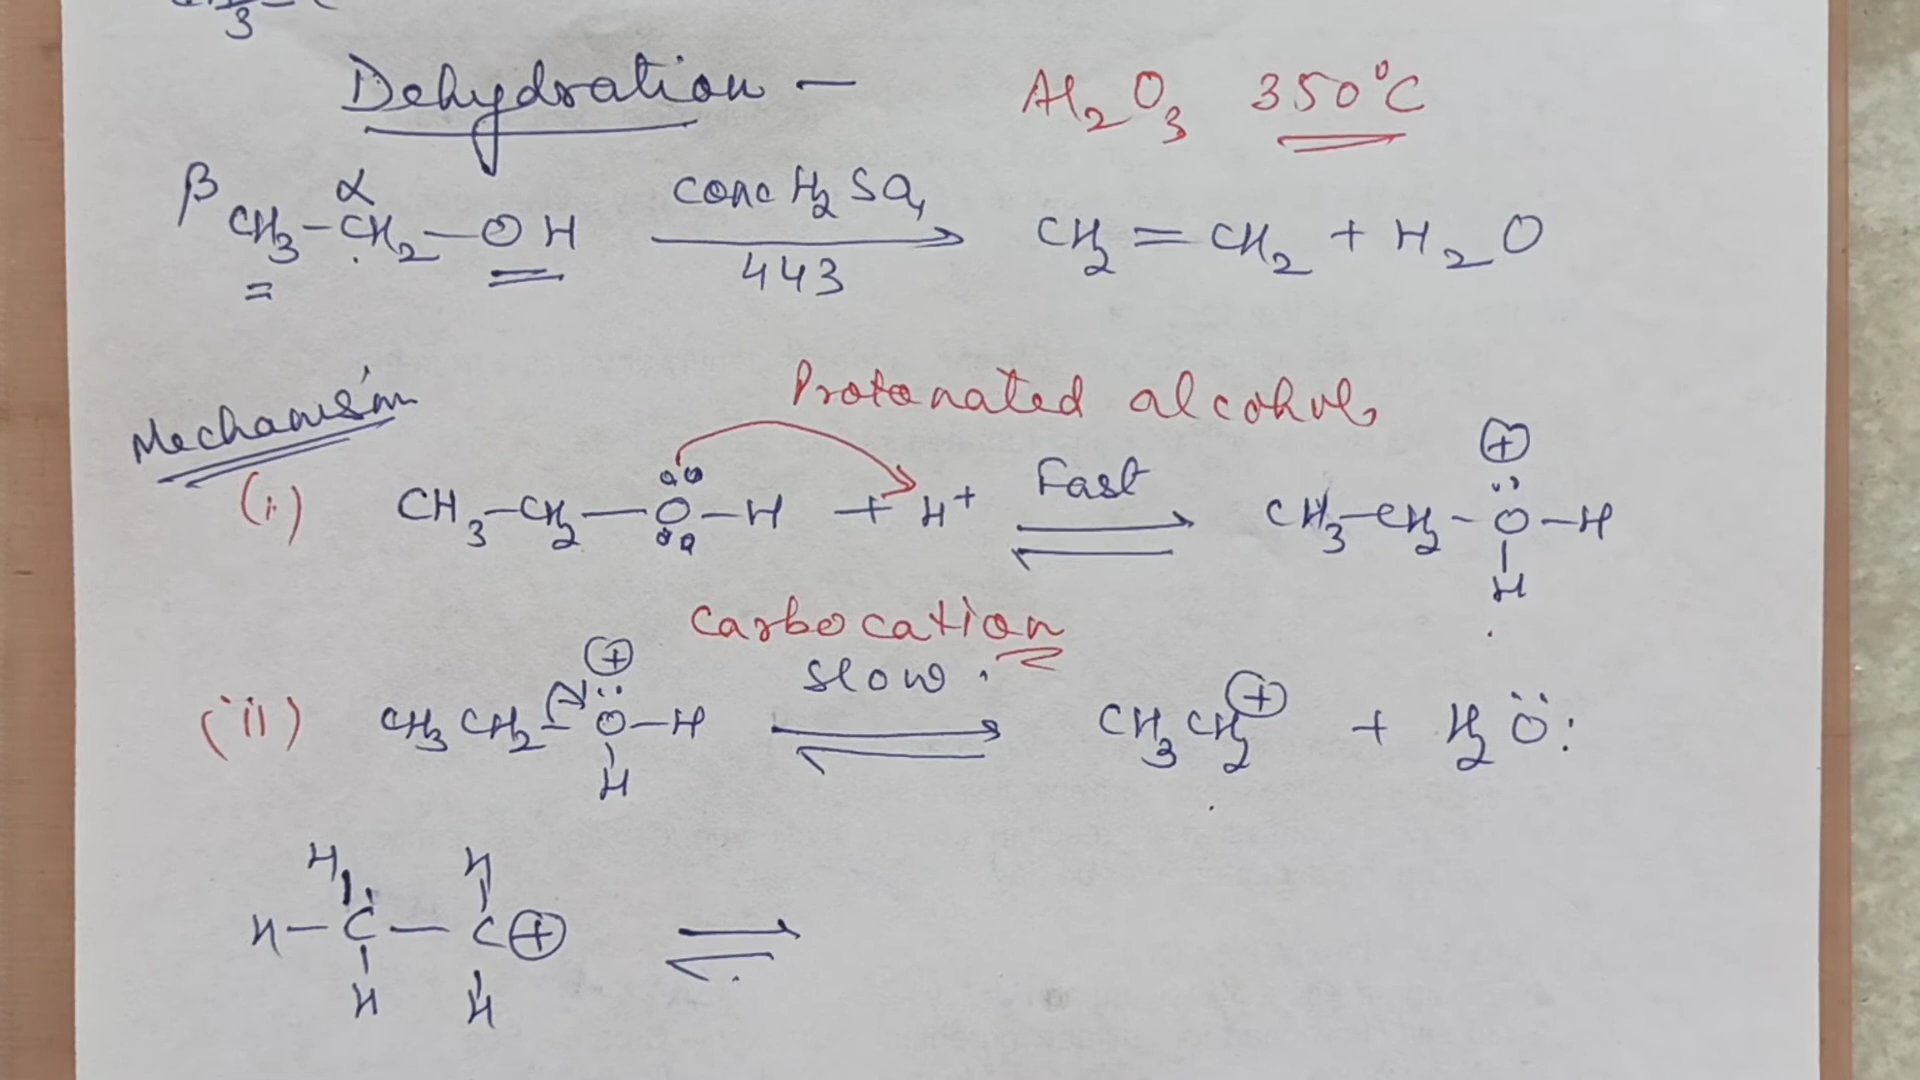 3
Dehydration — Al2O3 350°C
β α
CH3-CH2-OH conc H2SO4 443 → CH2=CH2 + H2O
Mechanism
Protonated alcohol
(i) CH3-CH2-O-H + H+ Fast ⇌ CH3-CH2-O-H ⊕
H
Carbocation
(ii) CH3CH2-O-H ⊕ slow ⇌ CH3CH2⊕ + H2O:
H
H H
H-C-C⊕ ⇌
H H